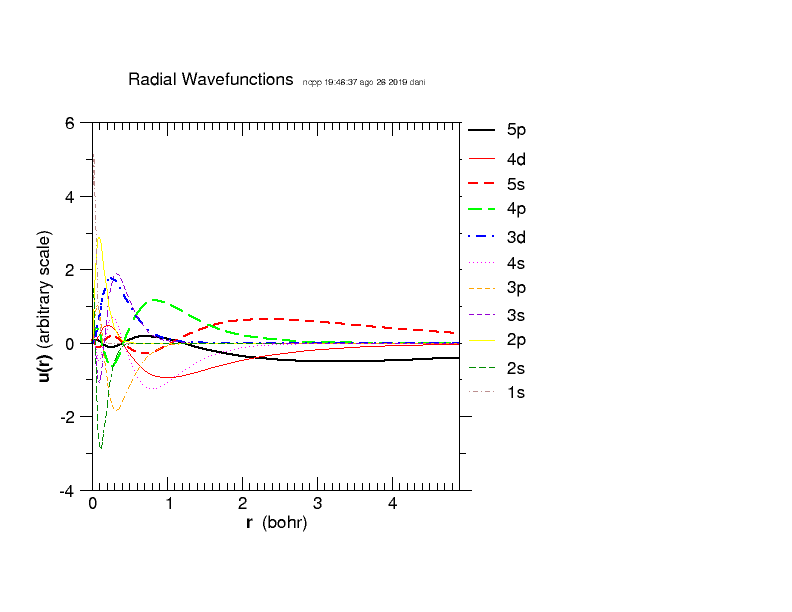 Radial Wavefunctions ncpp 19:46:37 ago 26 2019 dani
6
4
2
0
-2
-4
u(r) (arbitrary scale)
0 1 2 3 4
r (bohr)
5p
4d
5s
4p
3d
4s
3p
3s
2p
2s
1s